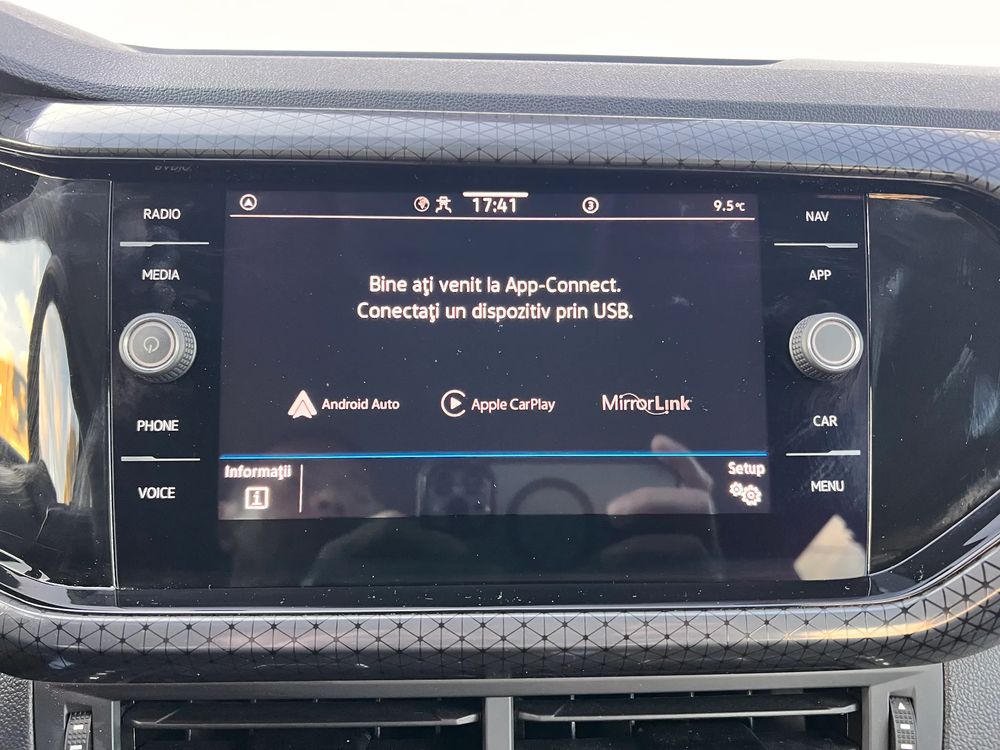 RADIO
MEDIA
PHONE
VOICE
17:41
3
9.5°C
Bine aţi venit la App-Connect.
Conectaţi un dispozitiv prin USB.
Android Auto
Apple CarPlay
MirrorLink
Informaţii
i
Setup
NAV
APP
CAR
MENU